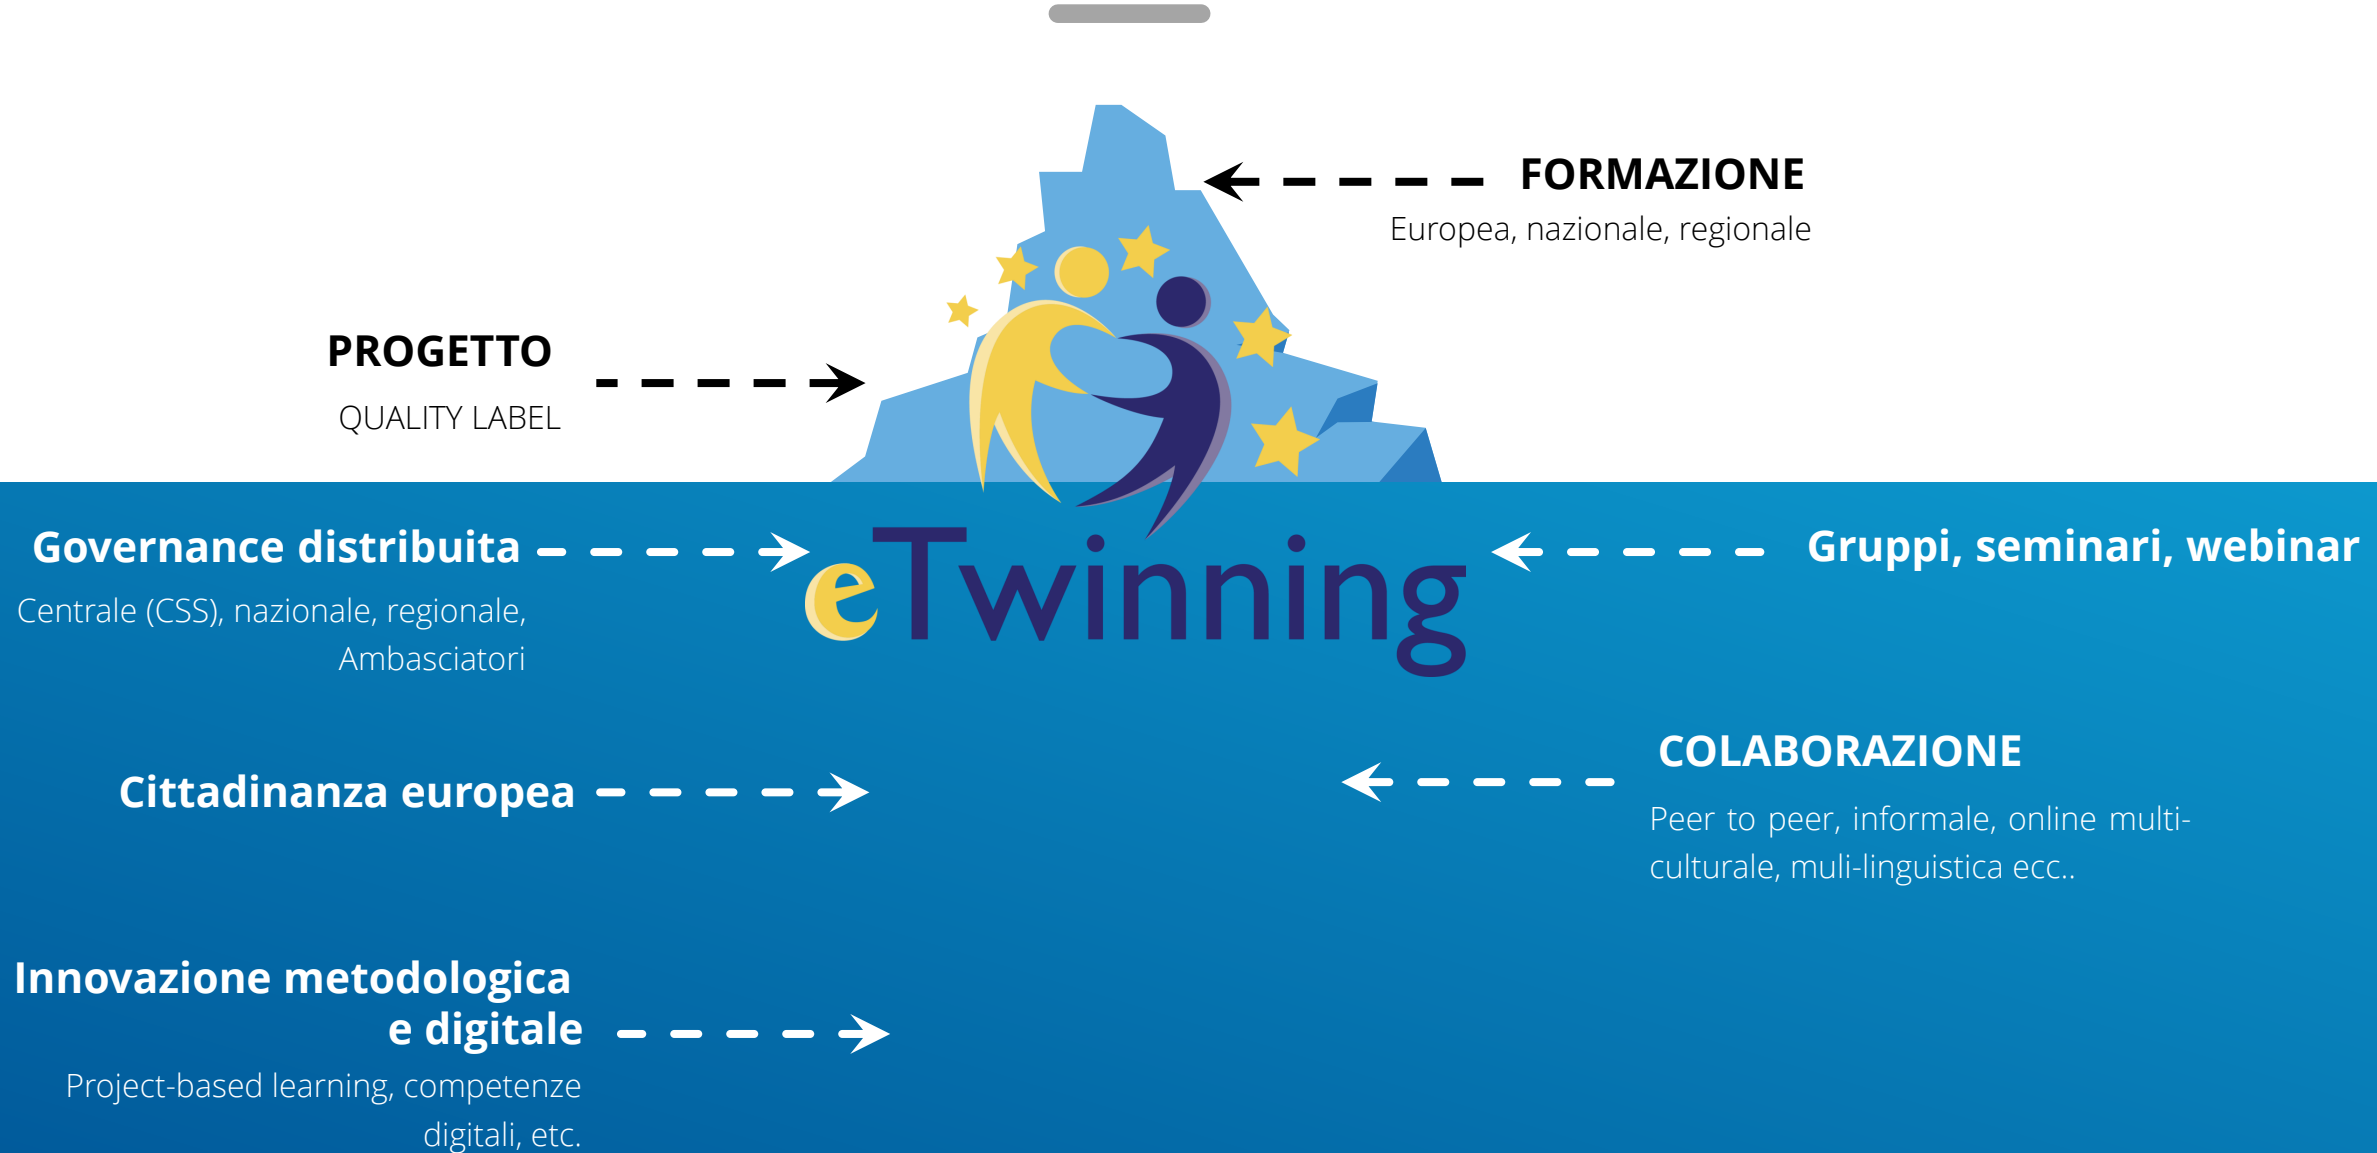 FORMAZIONE
Europea, nazionale, regionale
PROGETTO
QUALITY LABEL
Governance distribuita
Centrale (CSS), nazionale, regionale,
Ambasciatori
eTwinning
Gruppi, seminari, webinar
Cittadinanza europea
COLABORAZIONE
Peer to peer, informale, online multi-
culturale, muli-linguistica ecc..
Innovazione metodologica
e digitale
Project-based learning, competenze
digitali, etc.